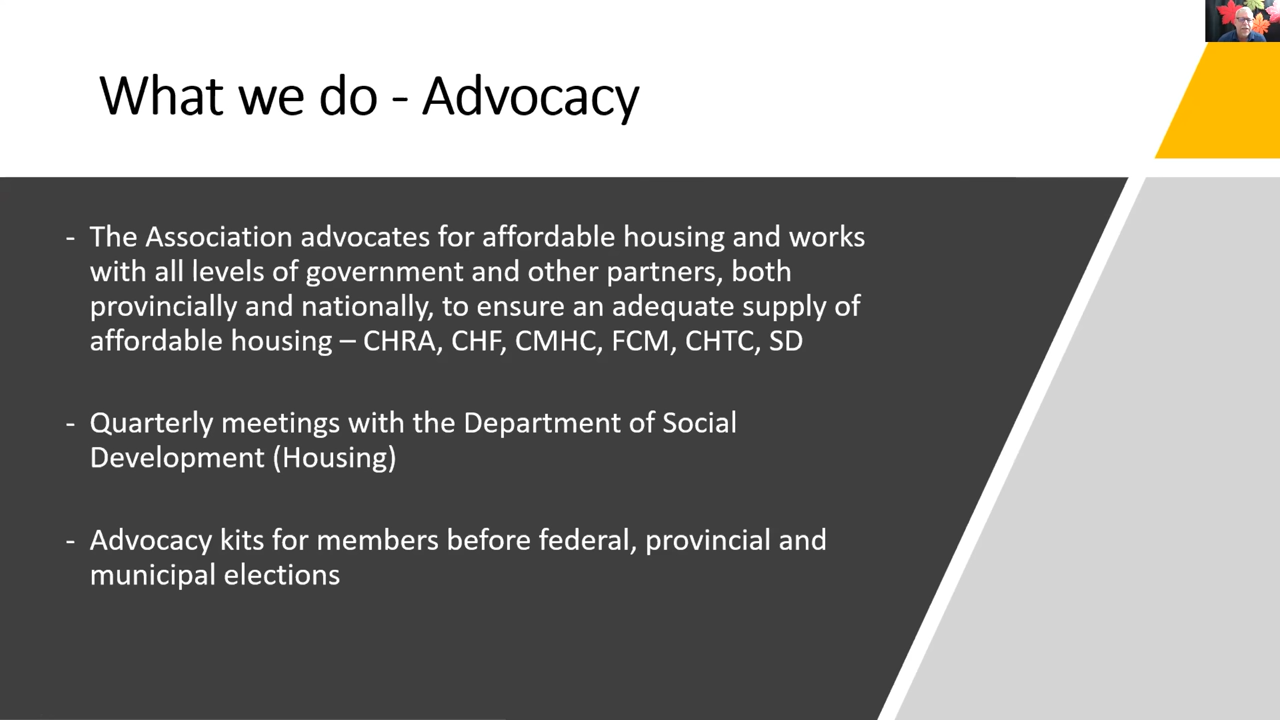 What we do - Advocacy
- The Association advocates for affordable housing and works
with all levels of government and other partners, both
provincially and nationally, to ensure an adequate supply of
affordable housing – CHRA, CHF, CMHC, FCM, CHTC, SD
- Quarterly meetings with the Department of Social
Development (Housing)
- Advocacy kits for members before federal, provincial and
municipal elections